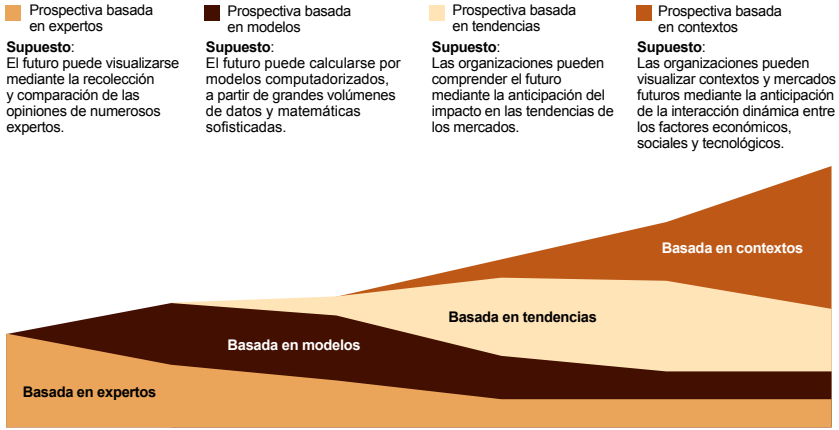 Prospectiva basada
en expertos
Supuesto:
El futuro puede visualizarse
mediante la recolección
y comparación de las
opiniones de numerosos
expertos.
Prospectiva basada
en modelos
Supuesto:
El futuro puede calcularse por
modelos computadorizados,
a partir de grandes volúmenes
de datos y matemáticas
sofisticadas.
Prospectiva basada
en tendencias
Supuesto:
Las organizaciones pueden
comprender el futuro
mediante la anticipación del
impacto en las tendencias de
los mercados.
Prospectiva basada
en contextos
Supuesto:
Las organizaciones pueden
visualizar contextos y mercados
futuros mediante la anticipación
de la interacción dinámica entre
los factores económicos,
sociales y tecnológicos.
Basada en contextos
Basada en tendencias
Basada en modelos
Basada en expertos